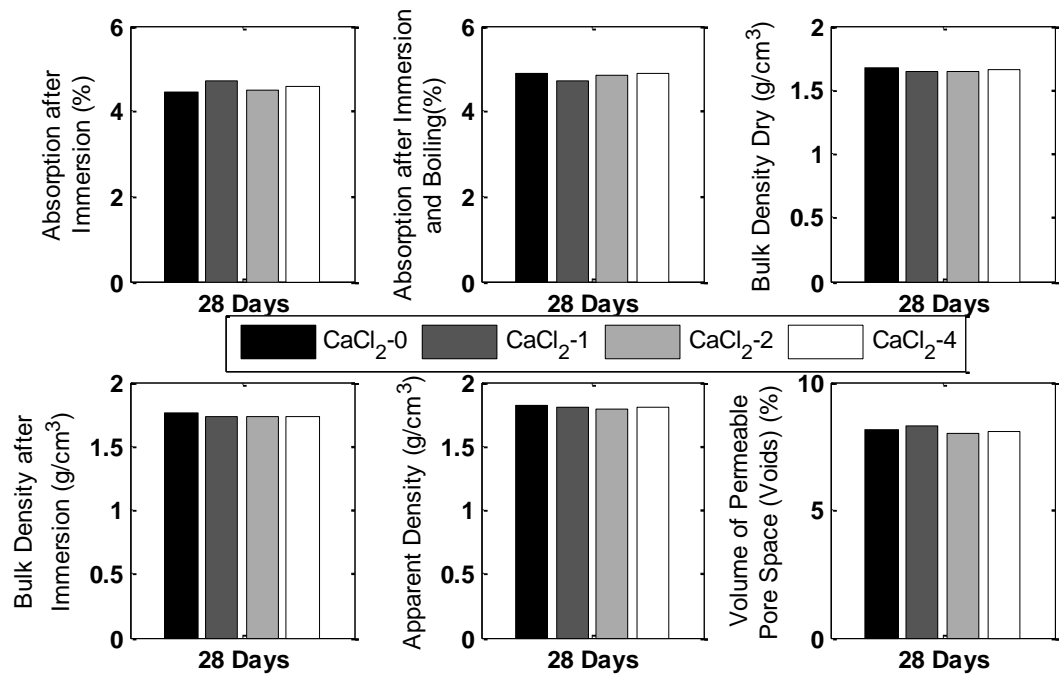 Absorption after
Immersion (%)
6
4
2
0
28 Days
Absorption after Immersion
and Boiling(%)
6
4
2
0
28 Days
Bulk Density Dry (g/cm³)
2
1.5
1
0.5
0
28 Days
CaCl₂-0 CaCl₂-1 CaCl₂-2 CaCl₂-4
Bulk Density after
Immersion (g/cm³)
2
1.5
1
0.5
0
28 Days
Apparent Density (g/cm³)
2
1.5
1
0.5
0
28 Days
Volume of Permeable
Pore Space (Voids) (%)
10
5
0
28 Days